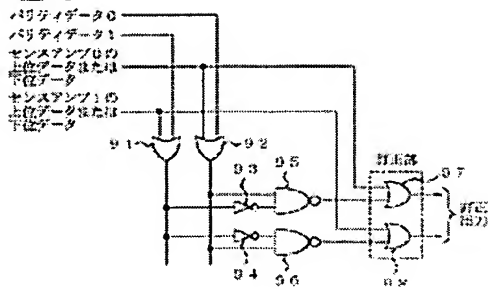 パリティデータ0
パリティデータ1
センスアンプ0の
上位データまたは
下位データ
センスアンプ1の
上位データまたは
下位データ
91
92
93
95
訂正部
97
訂正
出力
94
96
98